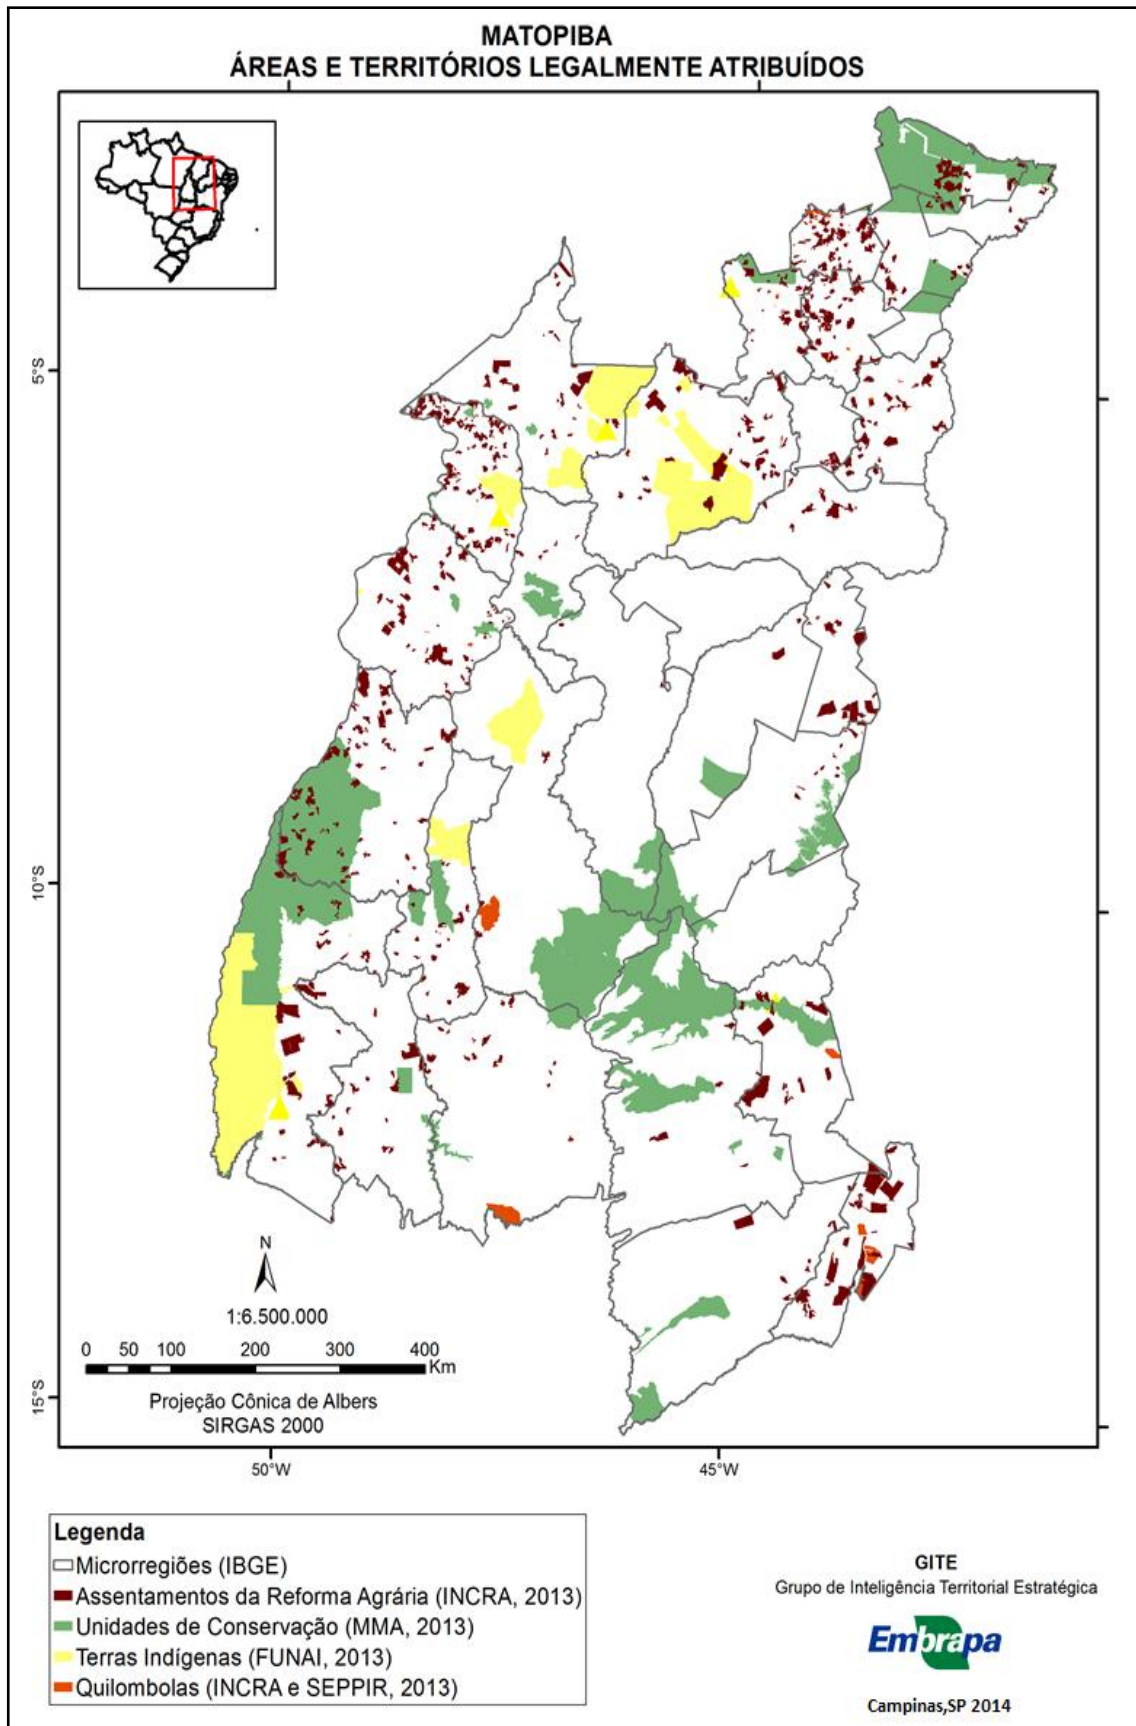 MATOPIBA
ÁREAS E TERRITÓRIOS LEGALMENTE ATRIBUÍDOS
5°S
10°S
15°S
N
1:6.500.000
0 50 100 200 300 400
Km
Projeção Cônica de Albers
SIRGAS 2000
50°W
45°W
Legenda
Microrregiões (IBGE)
Assentamentos da Reforma Agrária (INCRA, 2013)
Unidades de Conservação (MMA, 2013)
Terras Indígenas (FUNAI, 2013)
Quilombolas (INCRA e SEPPIR, 2013)
GITE
Grupo de Inteligência Territorial Estratégica
Embrapa
Campinas,SP 2014